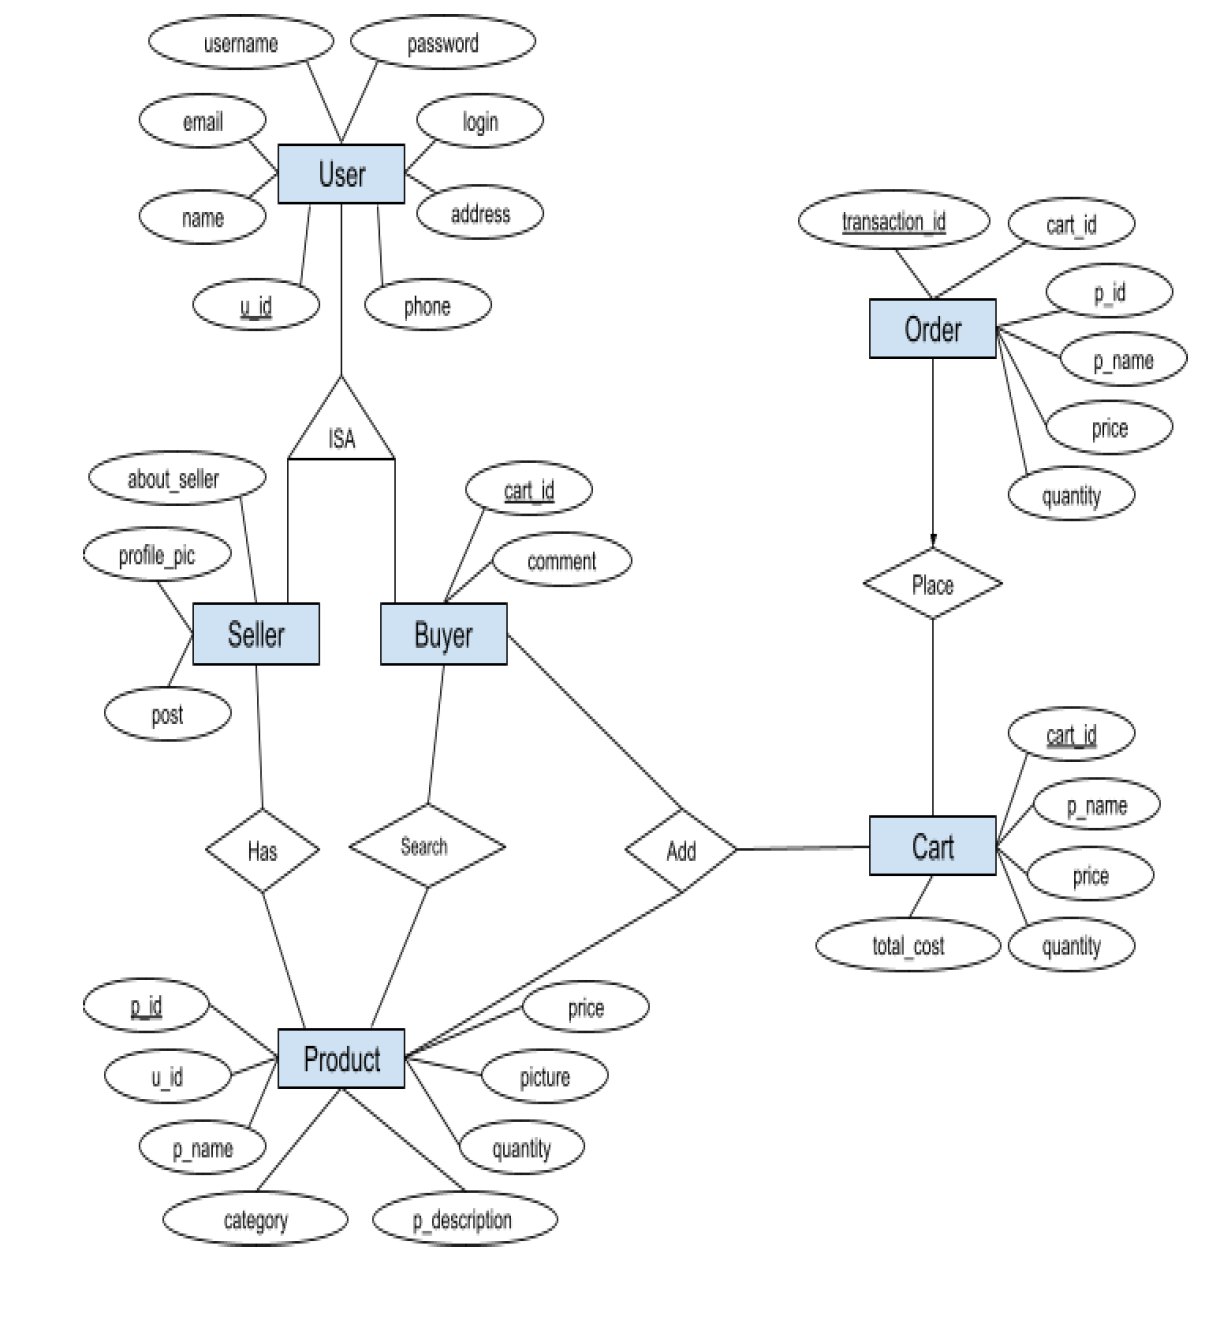 username
password
email
login
User
name
address
u_id
phone
transaction_id
cart_id
p_id
Order
p_name
price
quantity
ISA
about_seller
cart_id
profile_pic
comment
Seller
Buyer
post
Place
cart_id
p_name
Has
Search
Add
Cart
price
total_cost
quantity
p_id
price
Product
u_id
picture
p_name
quantity
category
p_description